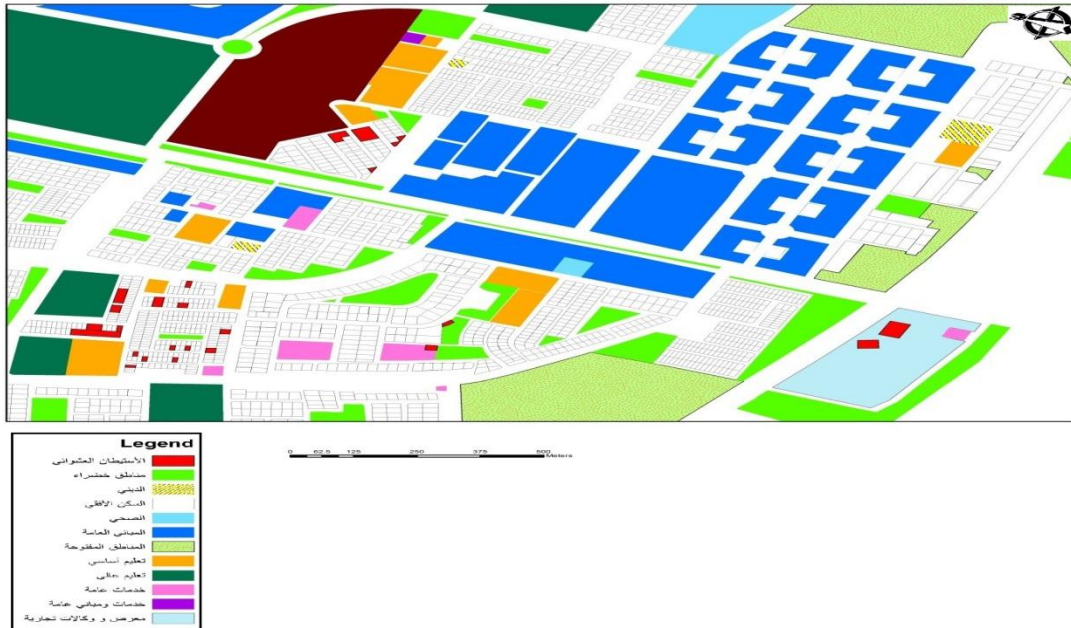 Legend
الأستيطان العشوائي
مناطق خضراء
الديني
السكن الأفقي
الصحي
المباني العامة
المناطق المفتوحة
تعليم أساسي
تعليم عالي
خدمات عامة
خدمات ومباني عامة
معرض و وكالات تجارية
0 62.5 125 250 375 500
Meters